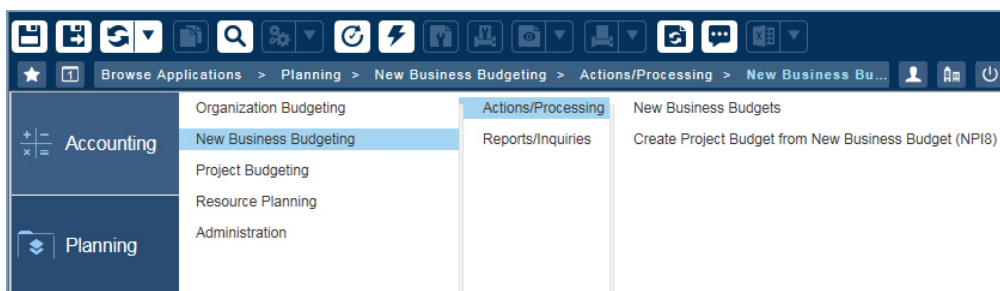 1 Browse Applications > Planning > New Business Budgeting > Actions/Processing > New Business Bu...
Accounting
Planning
Organization Budgeting
New Business Budgeting
Project Budgeting
Resource Planning
Administration
Actions/Processing
Reports/Inquiries
New Business Budgets
Create Project Budget from New Business Budget (NPI8)